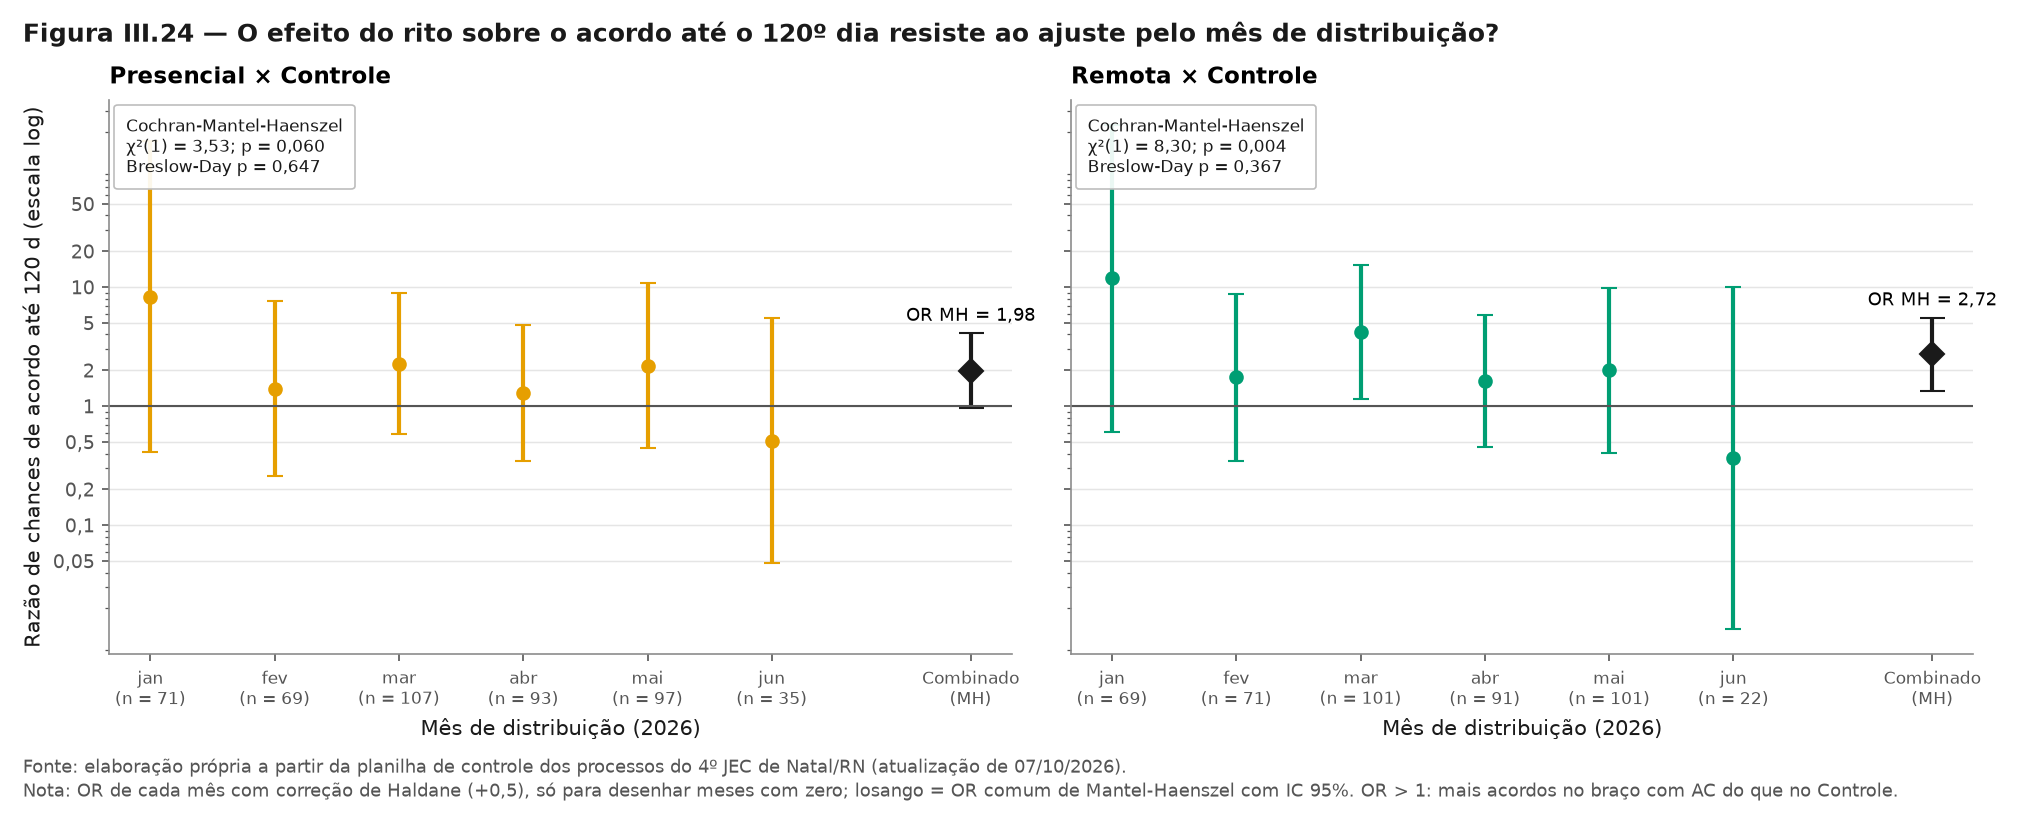 Figura III.24 — O efeito do rito sobre o acordo até o 120º dia resiste ao ajuste pelo mês de distribuição?
Presencial × Controle
Razão de chances de acordo até 120 d (escala log)
Cochran-Mantel-Haenszel
χ²(1) = 3,53; p = 0,060
Breslow-Day p = 0,647
50
20
10
5
2
1
0,5
0,2
0,1
0,05
OR MH = 1,98
jan
(n = 71)
fev
(n = 69)
mar
(n = 107)
abr
(n = 93)
mai
(n = 97)
jun
(n = 35)
Combinado
(MH)
Mês de distribuição (2026)
Remota × Controle
Cochran-Mantel-Haenszel
χ²(1) = 8,30; p = 0,004
Breslow-Day p = 0,367
OR MH = 2,72
jan
(n = 69)
fev
(n = 71)
mar
(n = 101)
abr
(n = 91)
mai
(n = 101)
jun
(n = 22)
Combinado
(MH)
Mês de distribuição (2026)
Fonte: elaboração própria a partir da planilha de controle dos processos do 4º JEC de Natal/RN (atualização de 07/10/2026).
Nota: OR de cada mês com correção de Haldane (+0,5), só para desenhar meses com zero; losango = OR comum de Mantel-Haenszel com IC 95%. OR > 1: mais acordos no braço com AC do que no Controle.